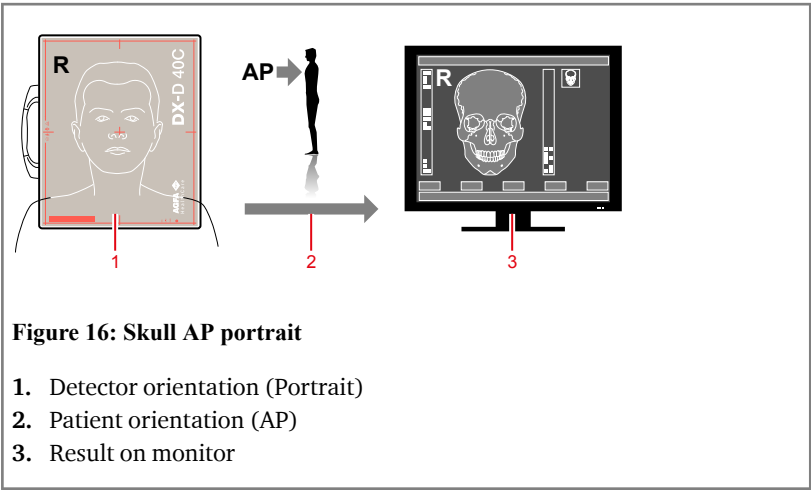 R
DX-D 40C
AGFA
AP
R
1
2
3
Figure 16: Skull AP portrait
1. Detector orientation (Portrait)
2. Patient orientation (AP)
3. Result on monitor